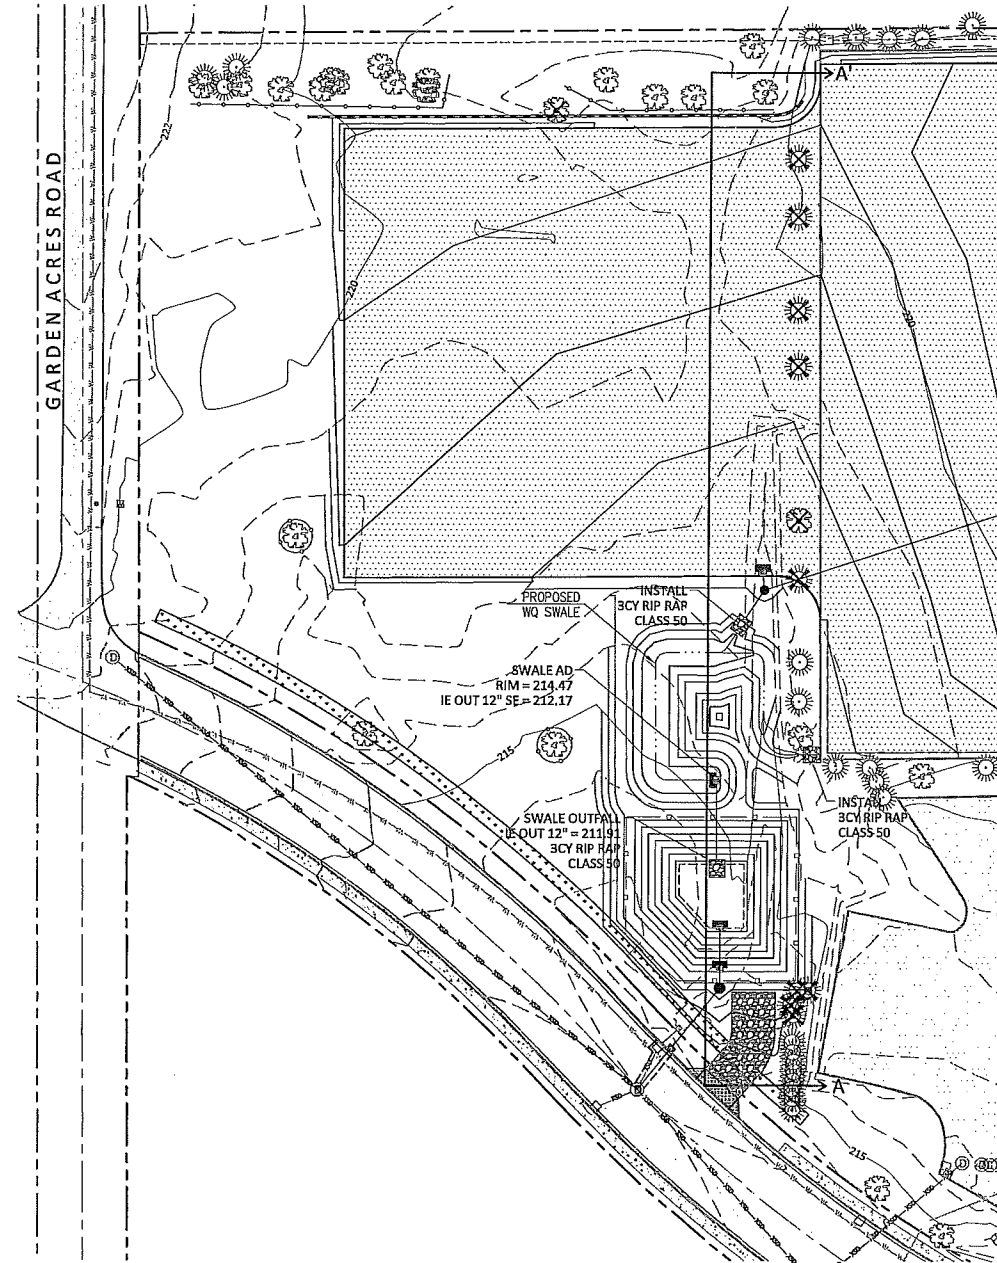 A
222
GARDEN ACRES ROAD
220
210
PROPOSED
WQ SWALE
INSTALL
3CY RIP RAP
CLASS 50
SWALE AD
RIM = 214.47
IE OUT 12" SE = 212.17
215
INSTALL
3CY RIP RAP
CLASS 50
SWALE OUTFALL
IE OUT 12" = 211.91
3CY RIP RAP
CLASS 50
D
A
215
D
D